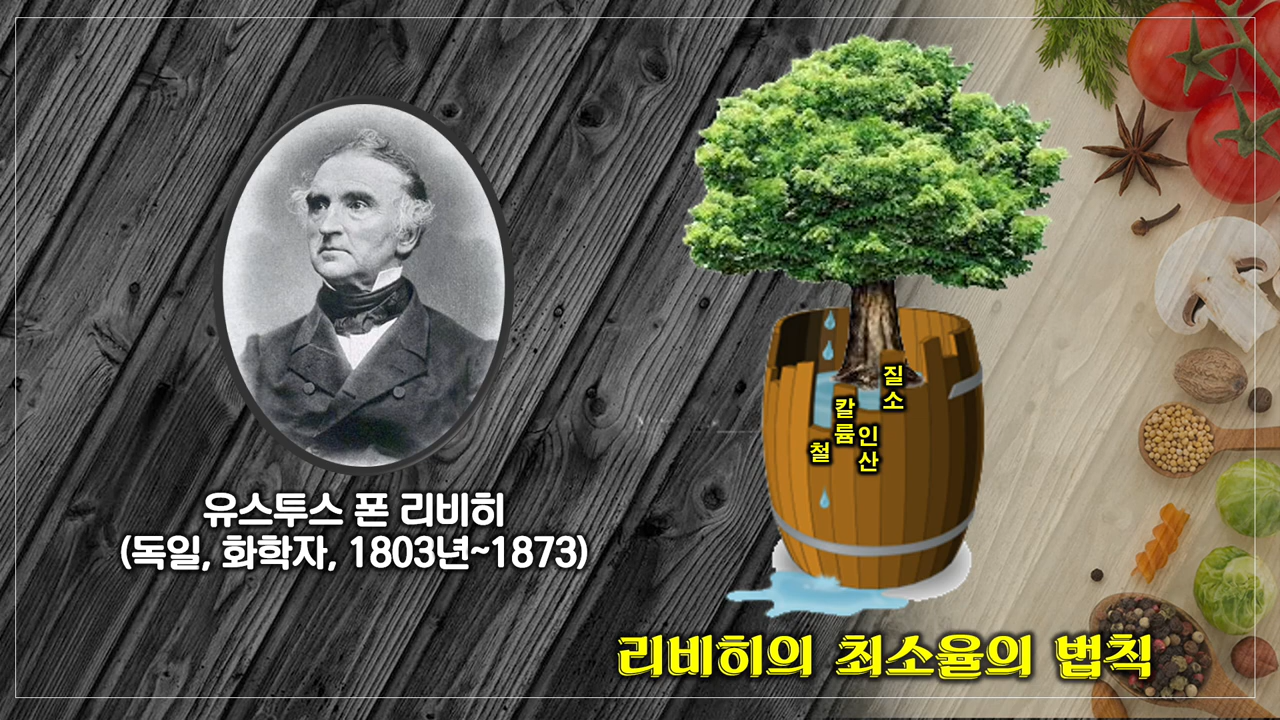 유스투스 폰 리비히
(독일, 화학자, 1803년~1873)
질소
칼륨
인산
철
리비히의 최소율의 법칙